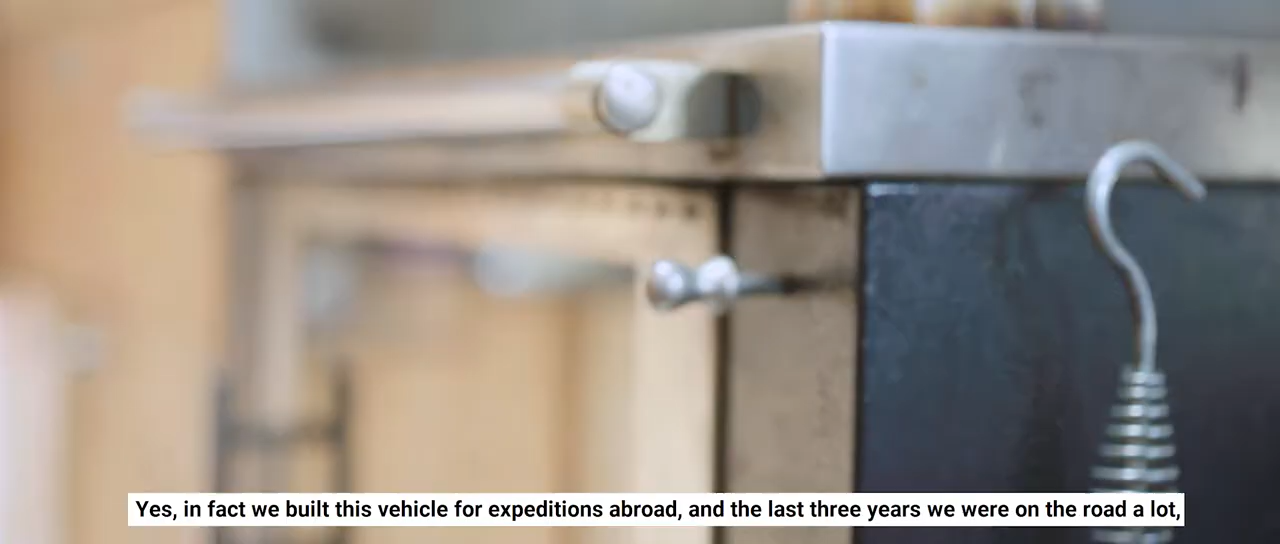 Yes, in fact we built this vehicle for expeditions abroad, and the last three years we were on the road a lot,